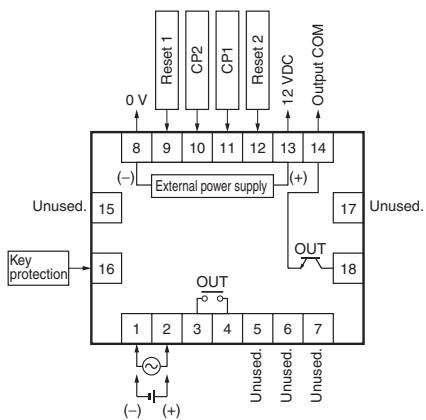 0 V
Reset 1
CP2
CP1
Reset 2
12 VDC
Output COM
8 9 10 11 12 13 14
(−) External power supply (+)
Unused. 15
17 Unused.
Key
protection
16
OUT
18
OUT
1 2 3 4 5 6 7
Unused.
Unused.
Unused.
(−) (+)